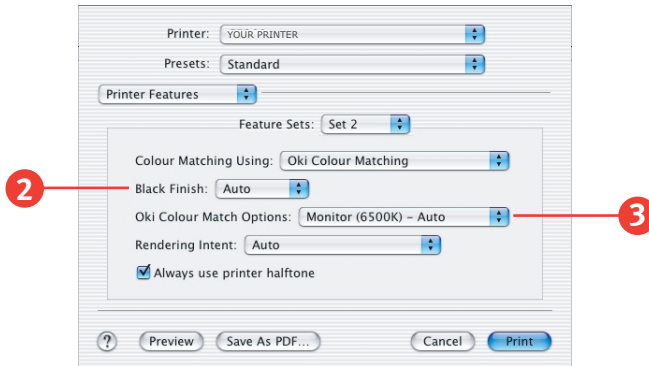 Printer: YOUR PRINTER
Presets: Standard
Printer Features
Feature Sets: Set 2
Colour Matching Using: Oki Colour Matching
2 Black Finish: Auto
Oki Colour Match Options: Monitor (6500K) – Auto 3
Rendering Intent: Auto
Always use printer halftone
? Preview Save As PDF... Cancel Print